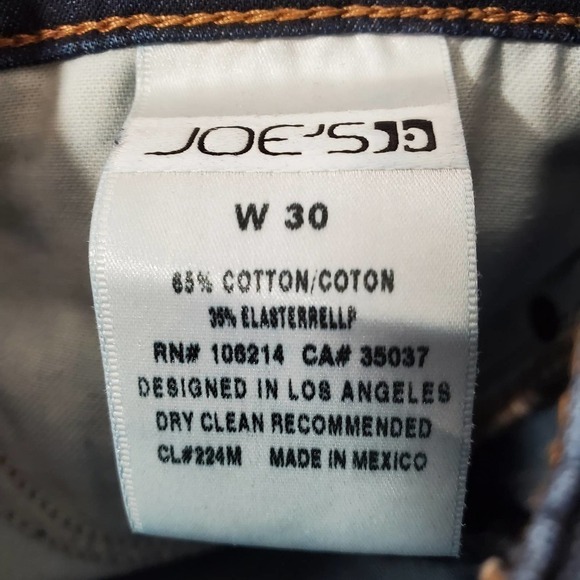 JOE'S
W 30
65% COTTON/COTON
35% ELASTERRELLP
RN# 106214 CA# 35037
DESIGNED IN LOS ANGELES
DRY CLEAN RECOMMENDED
CL#224M MADE IN MEXICO